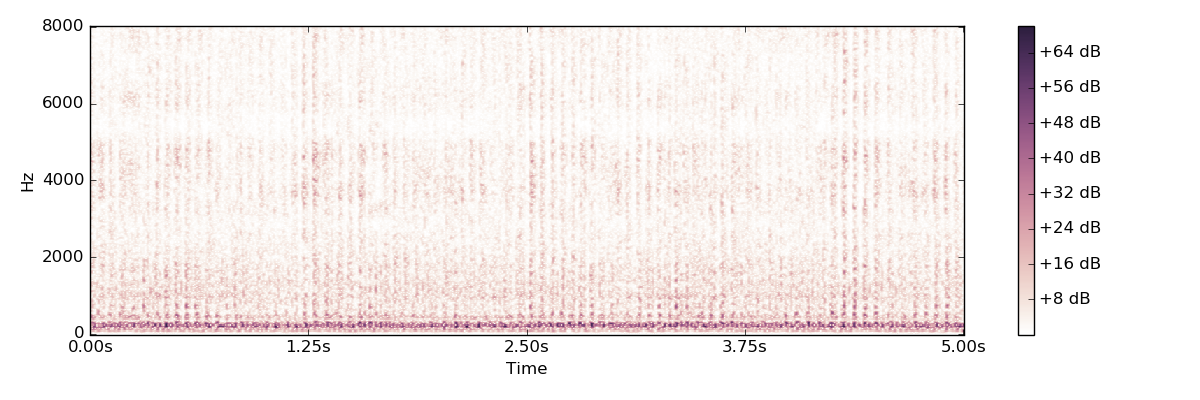 8000
6000
4000
2000
0
Hz
0.00s
1.25s
2.50s
3.75s
5.00s
Time
+64 dB
+56 dB
+48 dB
+40 dB
+32 dB
+24 dB
+16 dB
+8 dB